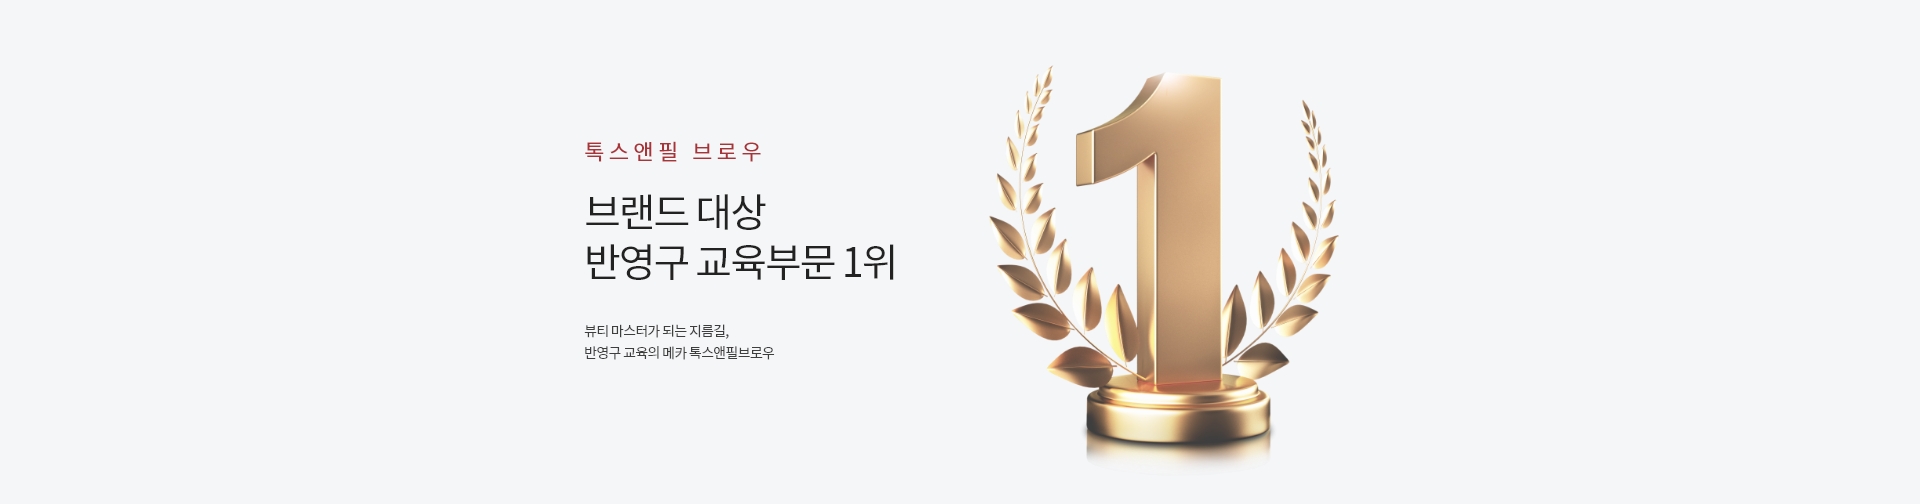 톡스앤필 브로우
브랜드 대상
반영구 교육부문 1위
뷰티 마스터가 되는 지름길,
반영구 교육의 메카 톡스앤필브로우
1